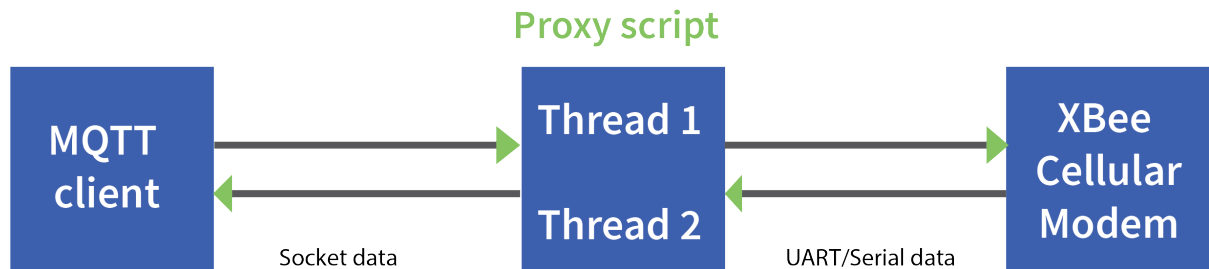 Proxy script
MQTT
client
Thread 1
Thread 2
XBee
Cellular
Modem
Socket data
UART/Serial data